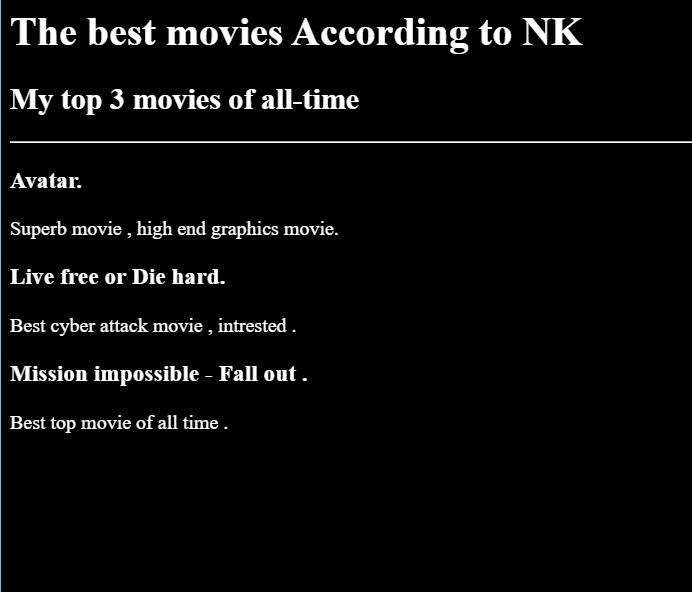 The best movies According to NK
My top 3 movies of all-time
Avatar.
Superb movie , high end graphics movie.
Live free or Die hard.
Best cyber attack movie , intrested .
Mission impossible - Fall out .
Best top movie of all time .